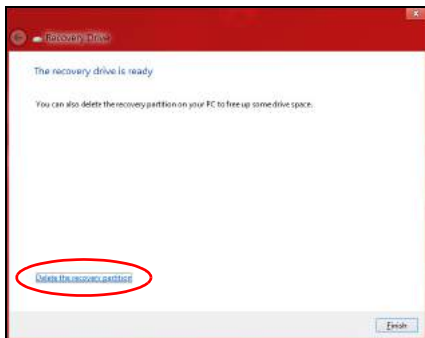 Recovery Drive
The recovery drive is ready
You can also delete the recovery partition on your PC to free up some drive space.
Delete the recovery partition
Finish